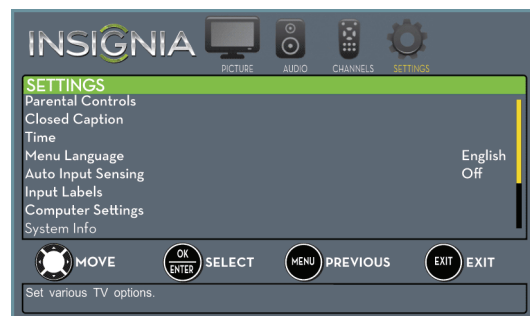 INSIGNIA
PICTURE AUDIO CHANNELS SETTINGS
SETTINGS
Parental Controls
Closed Caption
Time
Menu Language English
Auto Input Sensing Off
Input Labels
Computer Settings
System Info
MOVE OK ENTER SELECT MENU PREVIOUS EXIT EXIT
Set various TV options.